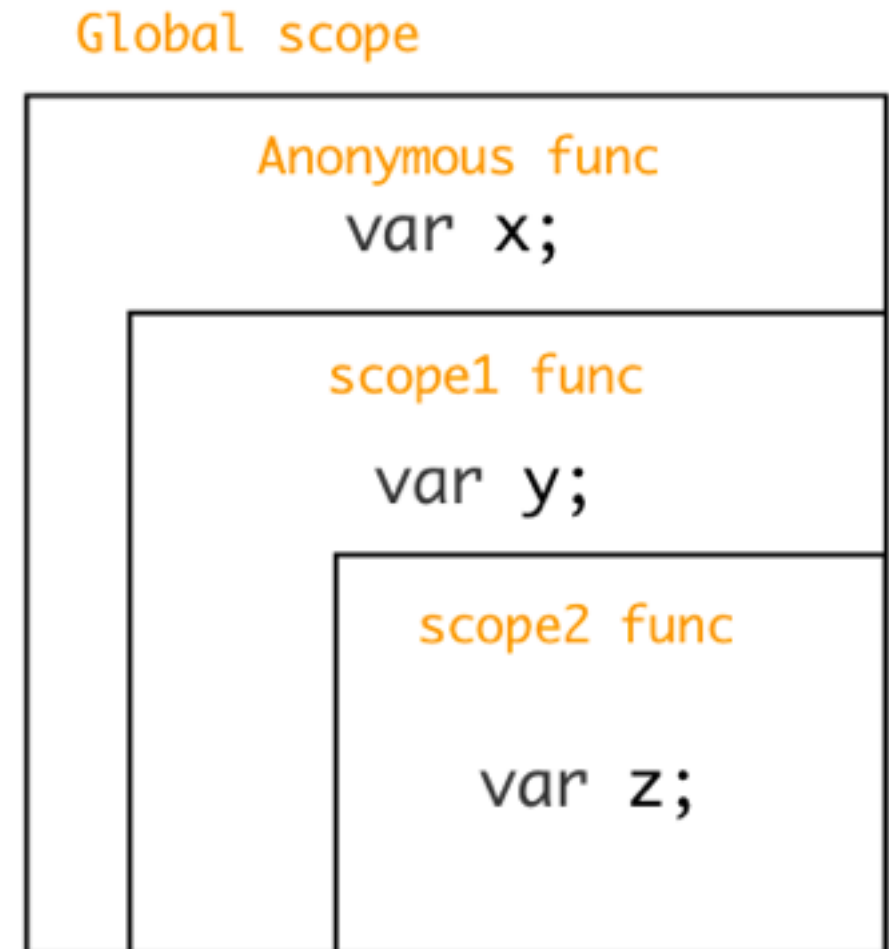 Global scope
Anonymous func
var x;
scope1 func
var y;
scope2 func
var z;